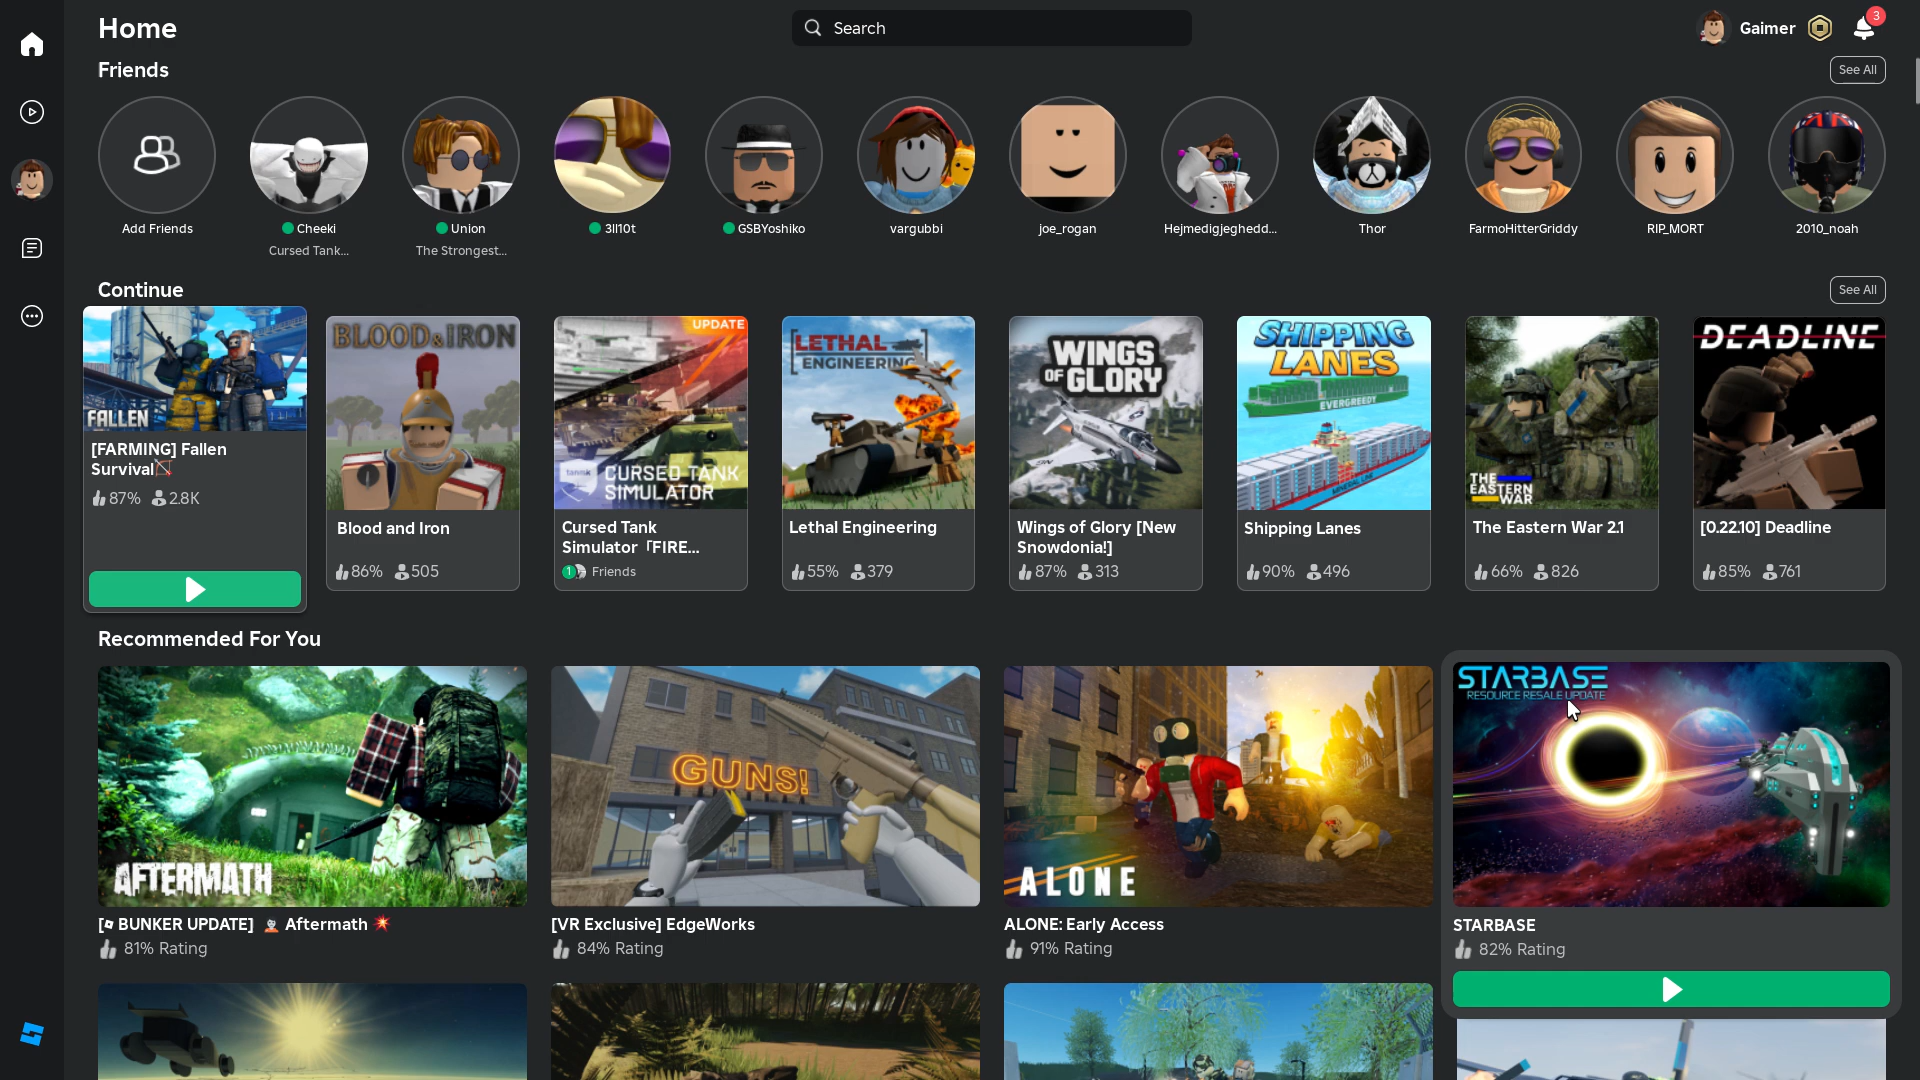 Home
Search
Gaimer
3
Friends
See All
Add Friends
Cheeki
Cursed Tank...
Union
The Strongest...
3ll10t
GSBYoshiko
vargubbi
joe_rogan
Hejmedigjeghedd...
Thor
FarmoHitterGriddy
RIP_MORT
2010_noah
Continue
See All
FALLEN
[FARMING] Fallen
Survival
87% 2.8K
BLOOD & IRON
Blood and Iron
86% 505
UPDATE
tannk
CURSED TANK
SIMULATOR
Cursed Tank
Simulator「FIRE...
1 Friends
LETHAL
ENGINEERING
Lethal Engineering
55% 379
WINGS
OF GLORY
Wings of Glory [New
Snowdonia!]
87% 313
SHIPPING
LANES
EVERGREEDY
Shipping Lanes
90% 496
THE
EASTERN
WAR
The Eastern War 2.1
66% 826
DEADLINE
[0.22.10] Deadline
85% 761
Recommended For You
AFTERMATH
[BUNKER UPDATE] Aftermath
81% Rating
GUNS!
[VR Exclusive] EdgeWorks
84% Rating
ALONE
ALONE: Early Access
91% Rating
STARBASE
RESOURCE RESALE UPDATE
STARBASE
82% Rating